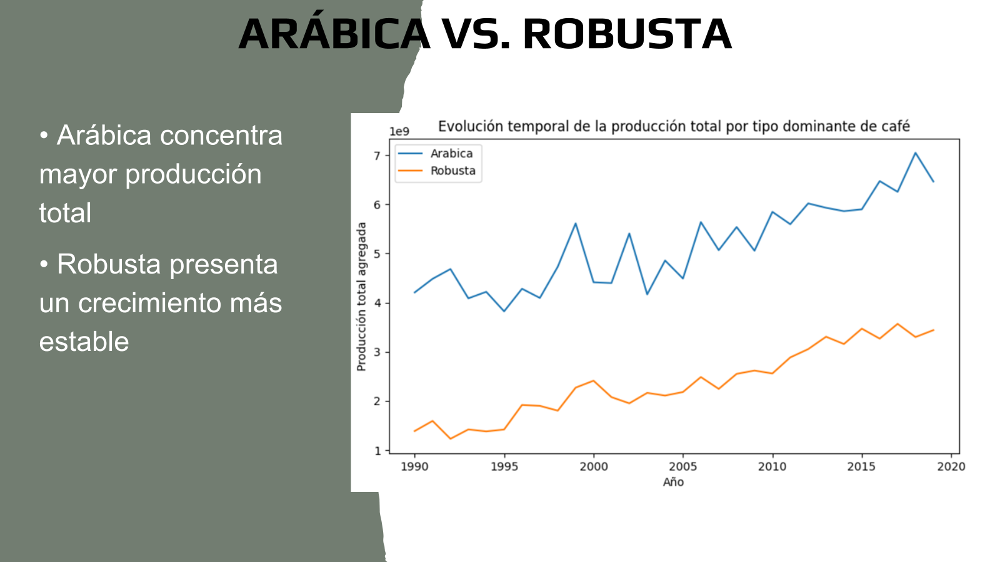 ARÁBICA VS. ROBUSTA
• Arábica concentra
mayor producción
total
• Robusta presenta
un crecimiento más
estable
Evolución temporal de la producción total por tipo dominante de café
1e9
Arabica
Robusta
7
6
5
4
3
2
1
Producción total agregada
1990 1995 2000 2005 2010 2015 2020
Año